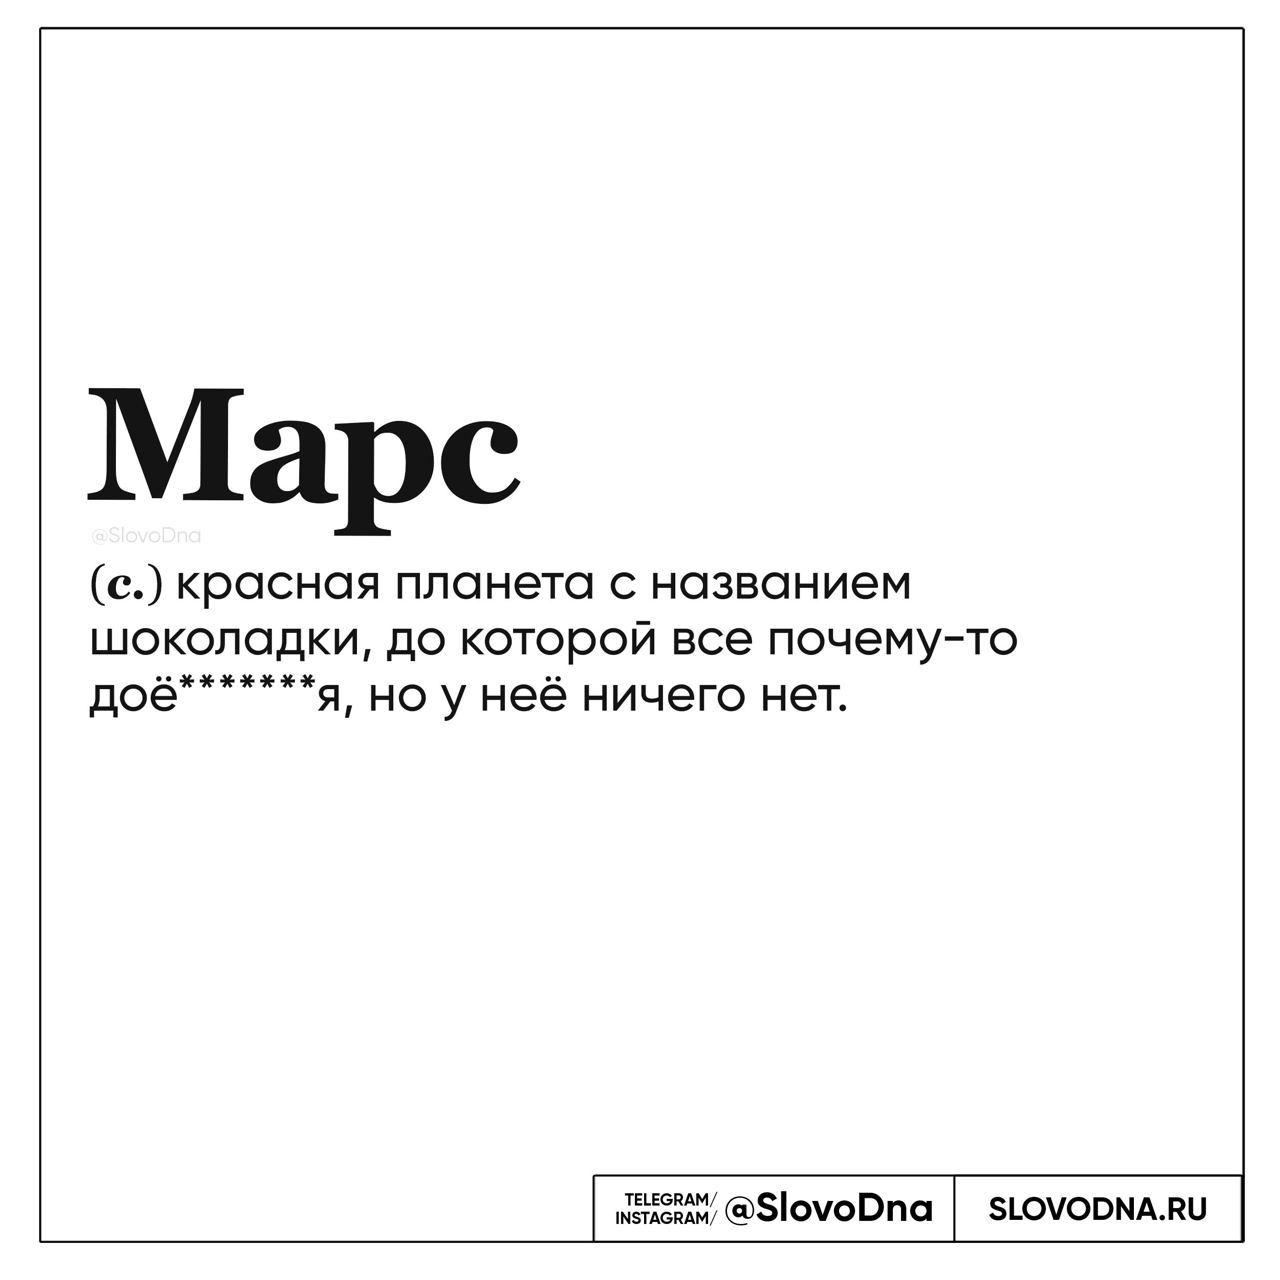 Марс
@SlovoDna
(с.) красная планета с названием
шоколадки, до которой все почему-то
доё*******я, но у неё ничего нет.
TELEGRAM/
INSTAGRAM/
@SlovoDna
SLOVODNA.RU